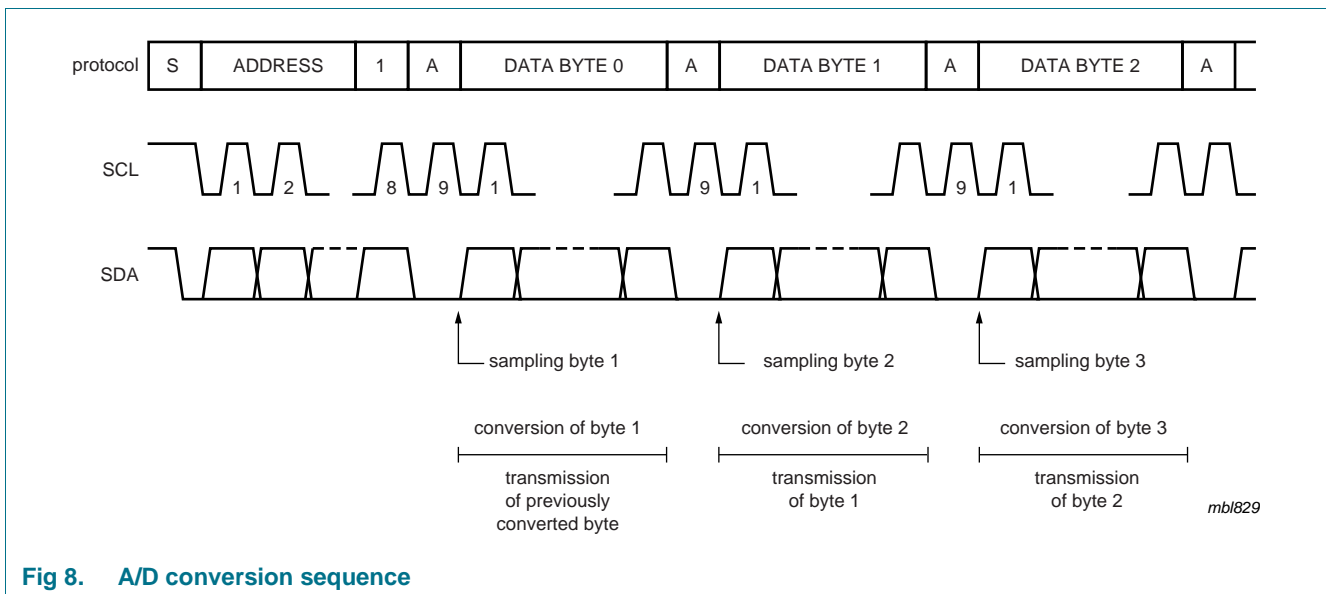 protocol S ADDRESS 1 A DATA BYTE 0 A DATA BYTE 1 A DATA BYTE 2 A
SCL 1 2 8 9 1 9 1 9 1
SDA
sampling byte 1 sampling byte 2 sampling byte 3
conversion of byte 1 conversion of byte 2 conversion of byte 3
transmission transmission transmission
of previously of byte 1 of byte 2
converted byte
mbl829
Fig 8. A/D conversion sequence